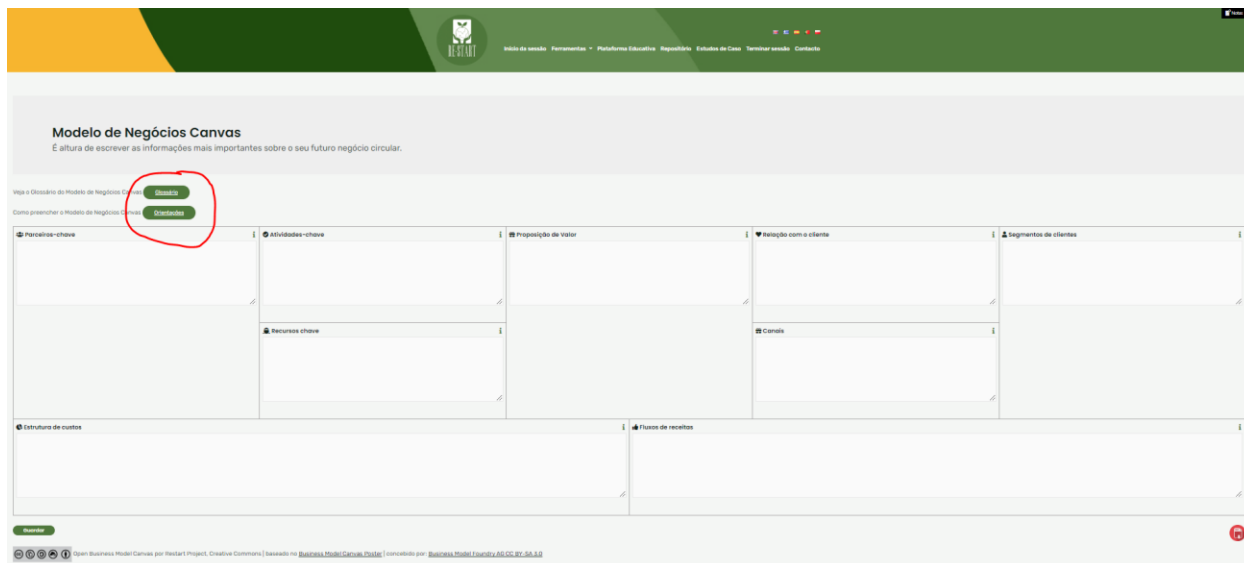 Notas
RE-START
Início de sessão Ferramentas Plataforma Educativa Repositório Estudos de Caso Terminar sessão Contacto
Modelo de Negócios Canvas
É altura de escrever as informações mais importantes sobre o seu futuro negócio circular.
Veja o Glossário do Modelo de Negócios Canvas Glossário
Como preencher o Modelo de Negócios Canvas Orientações
Parceiros-chave
Atividades-chave
Proposição de Valor
Relação com o cliente
Segmentos de clientes
Recursos chave
Canais
Estrutura de custos
Fluxos de receitas
Guardar
Open Business Model Canvas por Restart Project. Creative Commons | baseado no Business Model Canvas Poster | concebido por: Business Model Foundry AG CC BY-SA 3.0